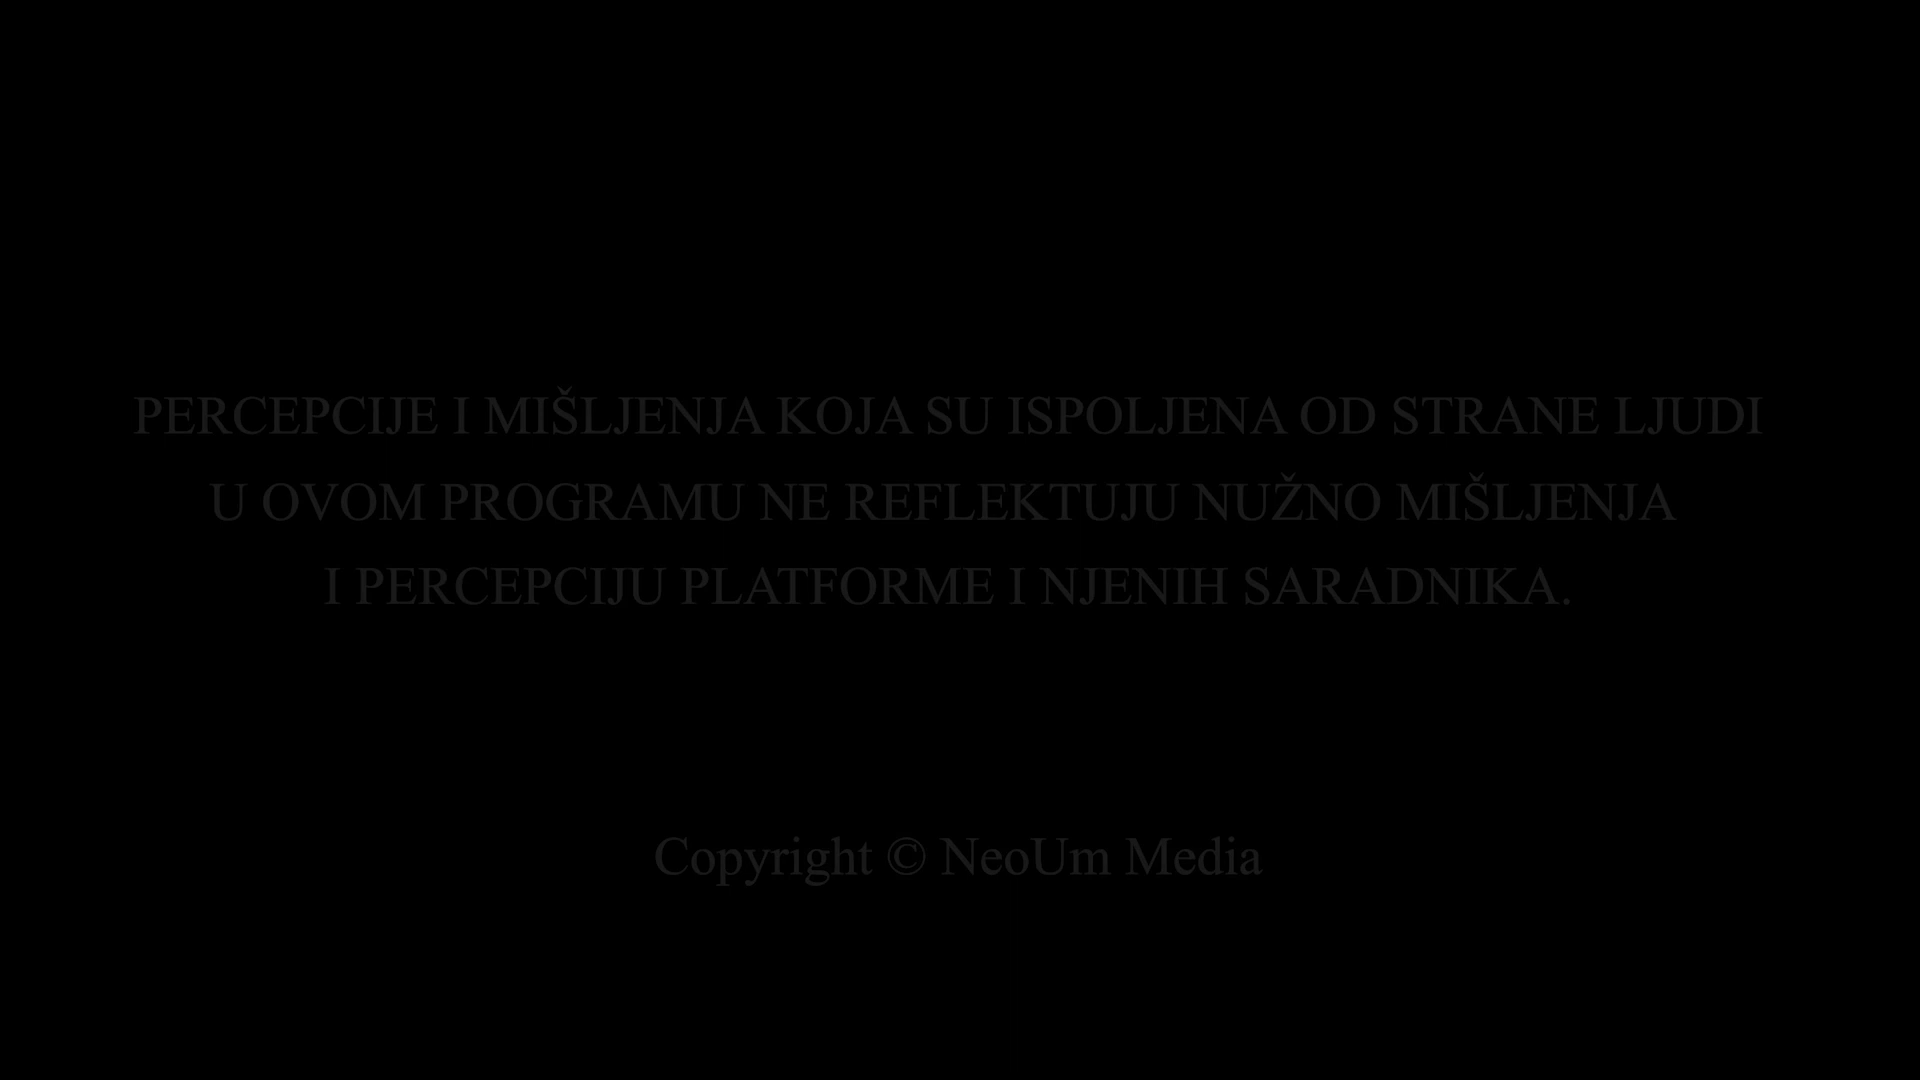 PERCEPCIJE I MIŠLJENJA KOJA SU ISPOLJENA OD STRANE LJUDI
U OVOM PROGRAMU NE REFLEKTUJU NUŽNO MIŠLJENJA
I PERCEPCIJU PLATFORME I NJENIH SARADNIKA.
Copyright © NeoUm Media